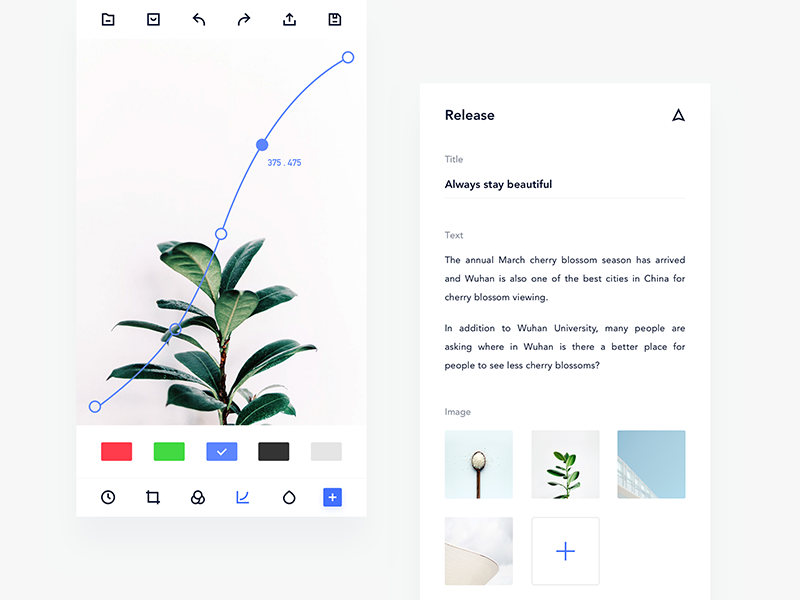 375 . 475
Release
Title
Always stay beautiful
Text
The annual March cherry blossom season has arrived
and Wuhan is also one of the best cities in China for
cherry blossom viewing.
In addition to Wuhan University, many people are
asking where in Wuhan is there a better place for
people to see less cherry blossoms?
Image